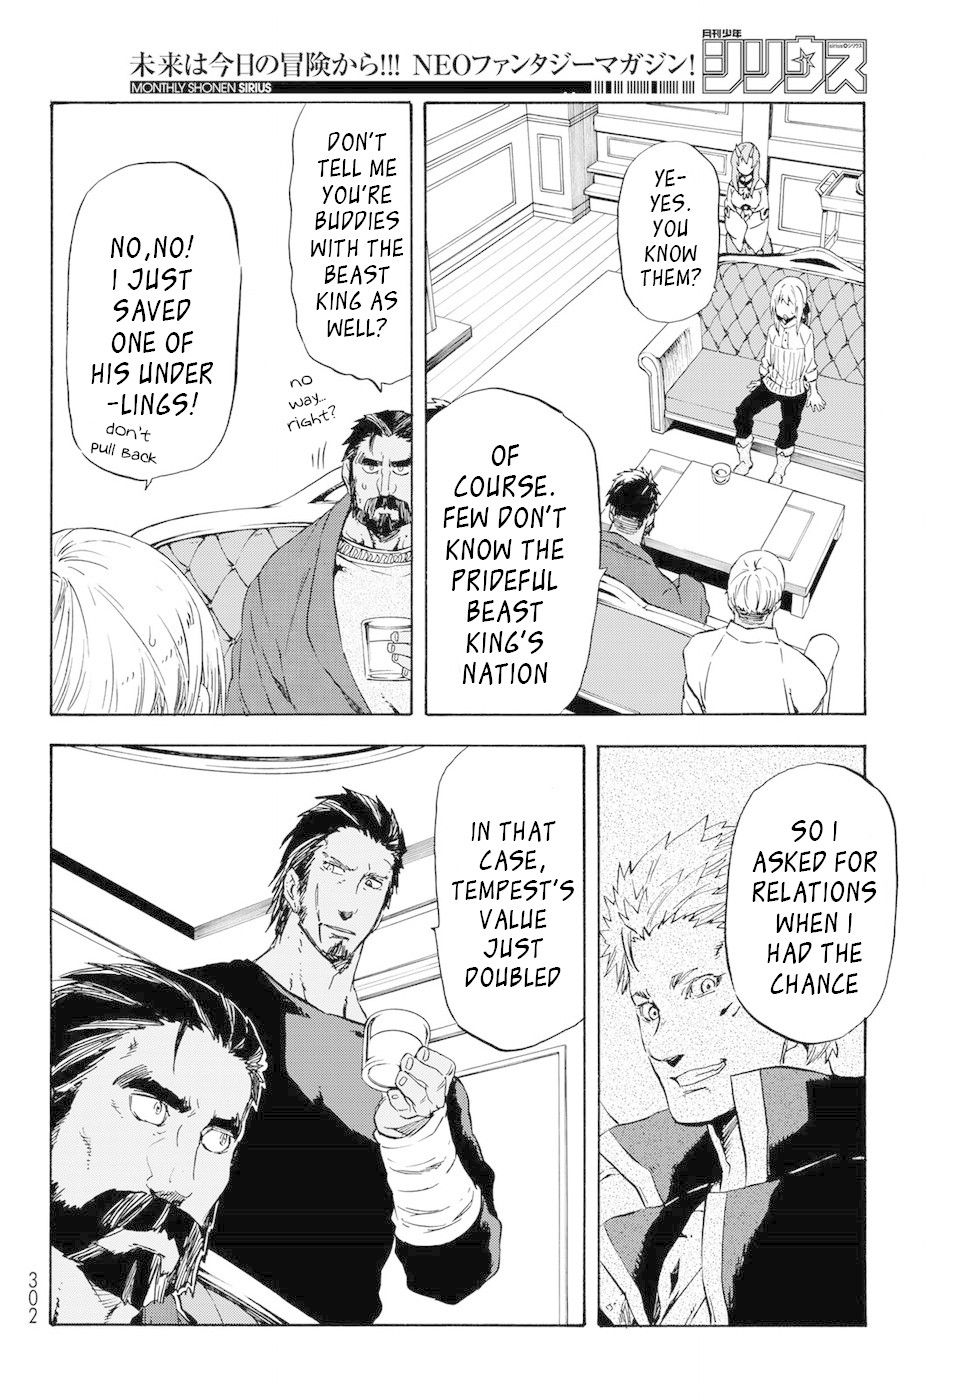 未来は今日の冒険から!!! NEOファンタジーマガジン!
MONTHLY SHONEN SIRIUS
月刊少年
シリウス
YE-
YES.
YOU
KNOW
THEM?
OF
COURSE.
FEW DON'T
KNOW THE
PRIDEFUL
BEAST
KING'S
NATION
DON'T
TELL ME
YOU'RE
BUDDIES
WITH THE
BEAST
KING AS
WELL?
no
way...
right?
NO,NO!
I JUST
SAVED
ONE OF
HIS UNDER
-LINGS!
don't
pull back
SO I
ASKED FOR
RELATIONS
WHEN I
HAD THE
CHANCE
IN THAT
CASE,
TEMPEST'S
VALUE
JUST
DOUBLED
302